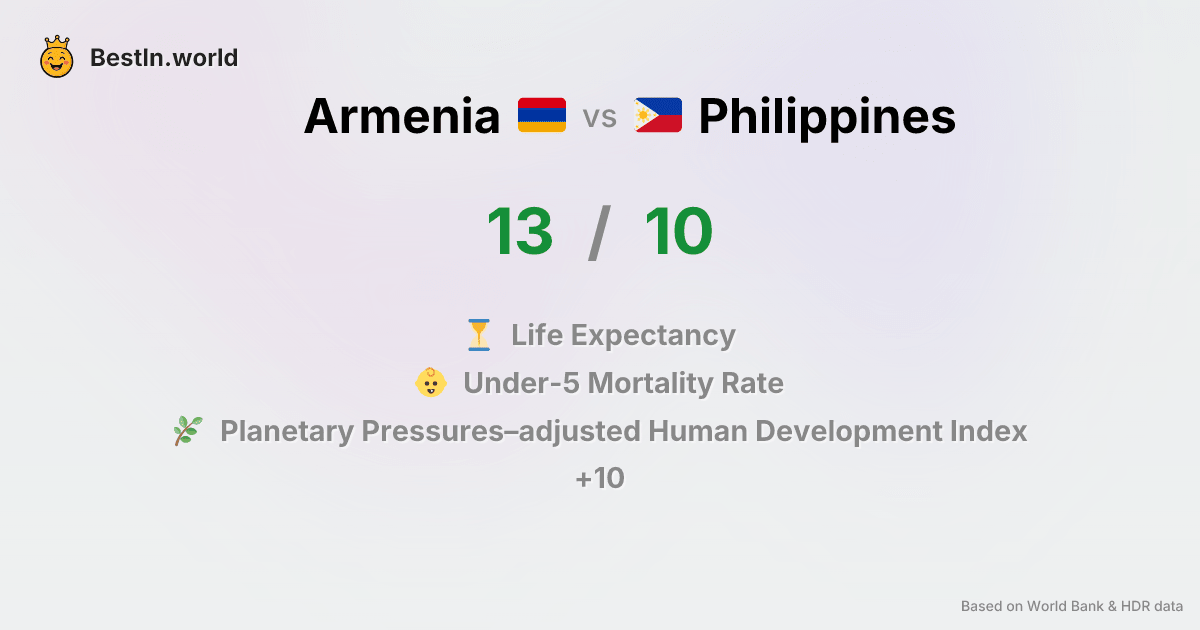 BestIn.world
Armenia vs Philippines
13 / 10
Life Expectancy
Under-5 Mortality Rate
Planetary Pressures–adjusted Human Development Index
+10
Based on World Bank & HDR data